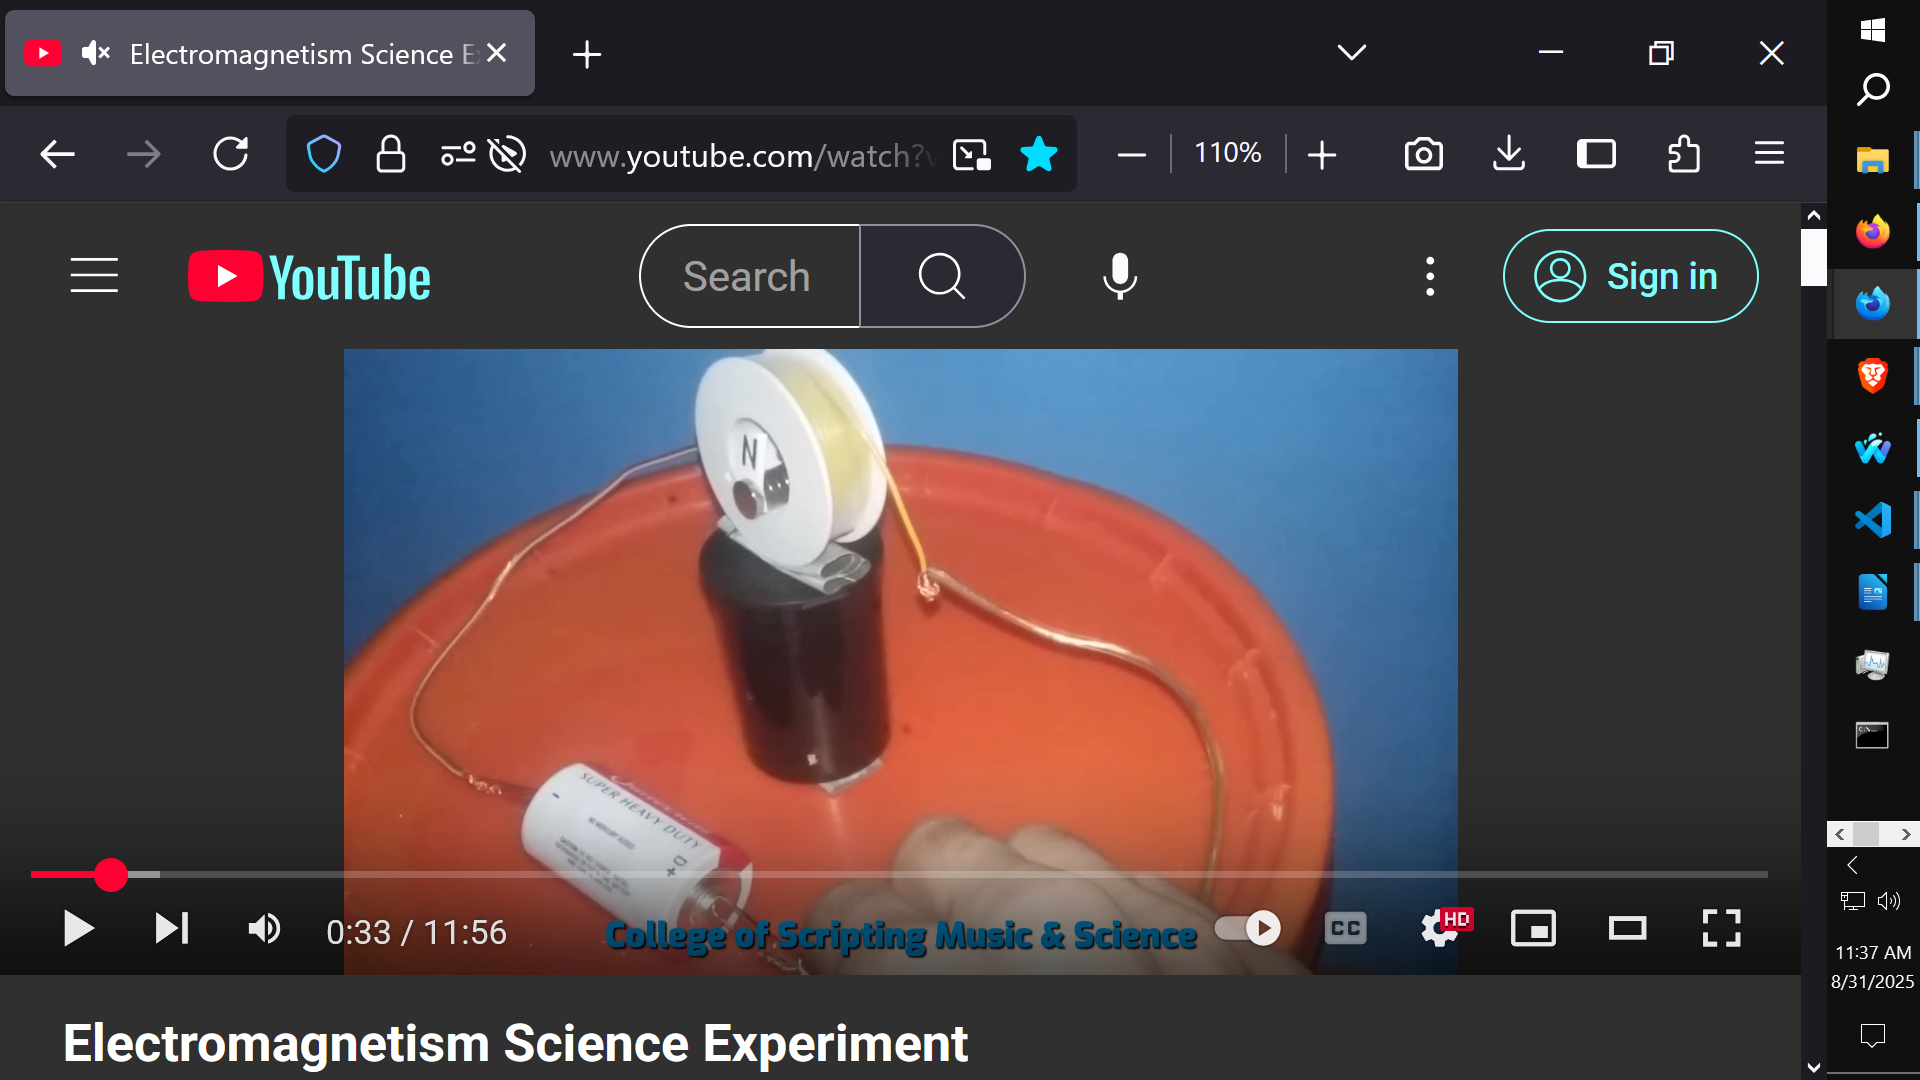 Electromagnetism Science E
www.youtube.com/watch?v
110%
YouTube
Search
Sign in
N
SUPER HEAVY DUTY
-
D
+
0:33 / 11:56
College of Scripting Music & Science
CC
HD
11:37 AM
8/31/2025
Electromagnetism Science Experiment